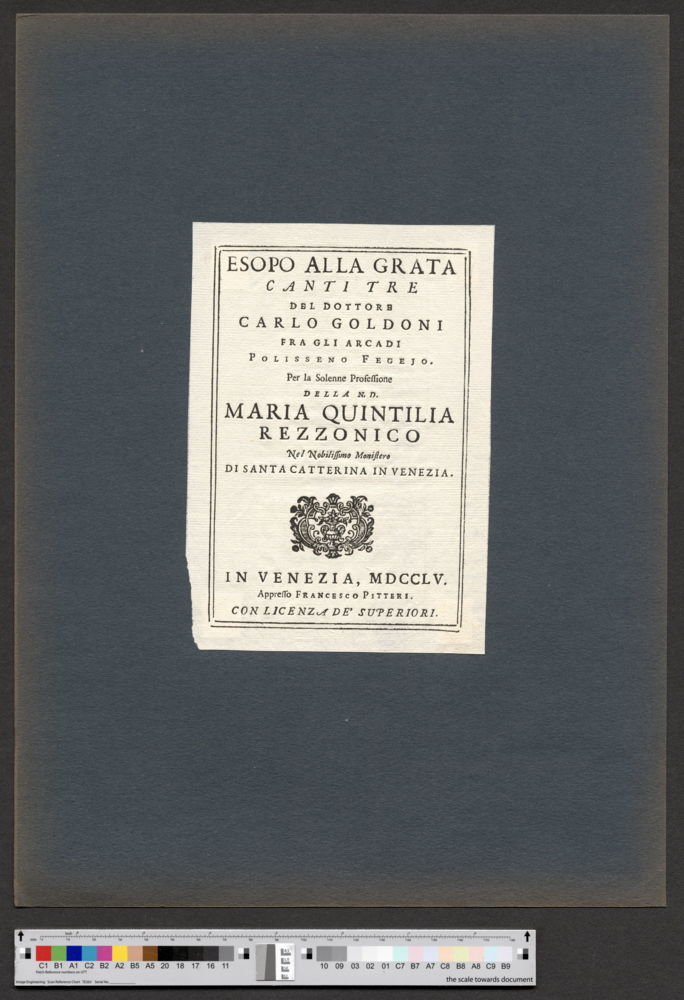 ESOPO ALLA GRATA
CANTI TRE
DEL DOTTORE
CARLO GOLDONI
FRA GLI ARCADI
POLISSENO FEGEJO.
Per la Solenne Profeſſione
DELLA N.D.
MARIA QUINTILIA
REZZONICO
Nel Nobiliſſimo Moniſtero
DI SANTA CATTERINA IN VENEZIA.
IN VENEZIA, MDCCLV.
Appreſſo FRANCESCO PITTERI.
CON LICENZA DE' SUPERIORI.
C1 B1 A1 C2 B2 A2 B5 A5 20 18 17 16 11 10 09 03 02 01 C7 B7 A7 C8 B8 A8 C9 B9
the scale towards document